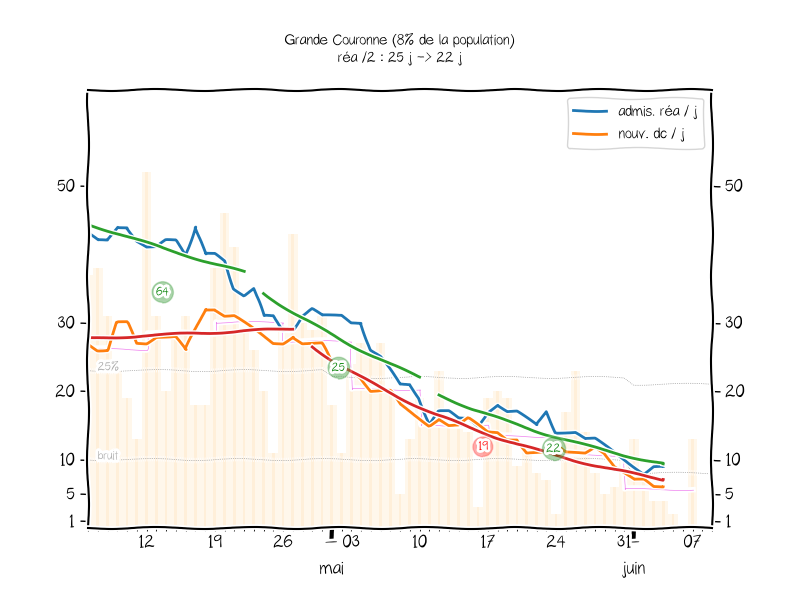 Grande Couronne (8% de la population)
réa /2 : 25 j -> 22 j
admis. réa / j
nouv. dc / j
50
50
64
30
30
25%
25
20
20
19
22
bruit
10
10
5
5
1
1
12 19 26 03 10 17 24 31 07
mai juin